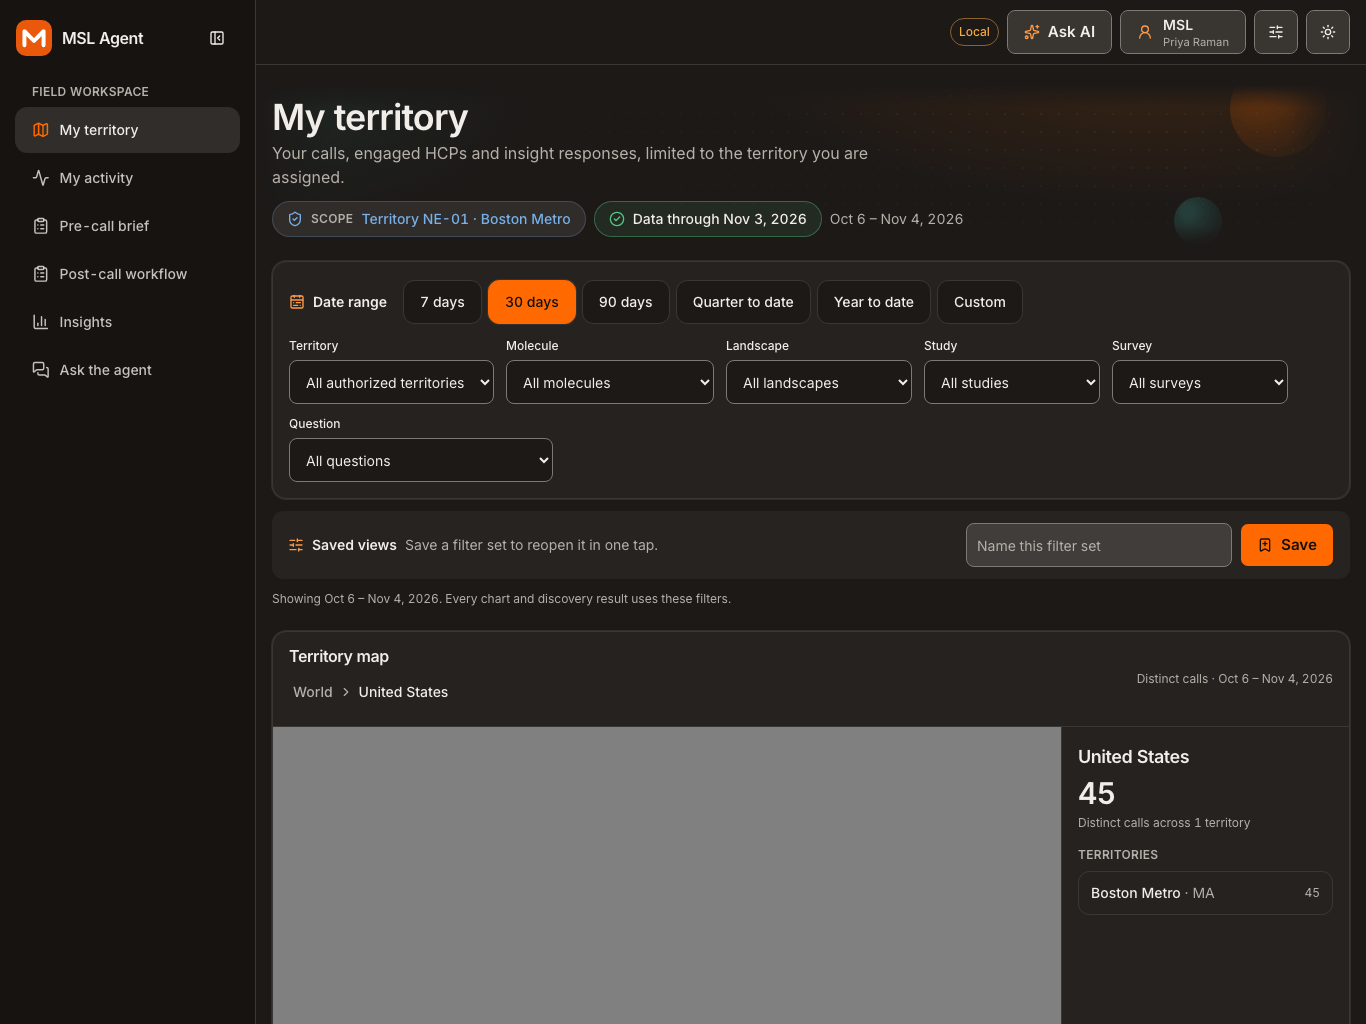 MSL Agent
FIELD WORKSPACE
My territory
My activity
Pre-call brief
Post-call workflow
Insights
Ask the agent
Local
Ask AI
MSL
Priya Raman
My territory
Your calls, engaged HCPs and insight responses, limited to the territory you are
assigned.
SCOPE Territory NE-01 · Boston Metro
Data through Nov 3, 2026
Oct 6 – Nov 4, 2026
Date range
7 days
30 days
90 days
Quarter to date
Year to date
Custom
Territory
All authorized territories
Molecule
All molecules
Landscape
All landscapes
Study
All studies
Survey
All surveys
Question
All questions
Saved views Save a filter set to reopen it in one tap.
Name this filter set
Save
Showing Oct 6 – Nov 4, 2026. Every chart and discovery result uses these filters.
Territory map
World > United States
Distinct calls · Oct 6 – Nov 4, 2026
United States
45
Distinct calls across 1 territory
TERRITORIES
Boston Metro · MA 45